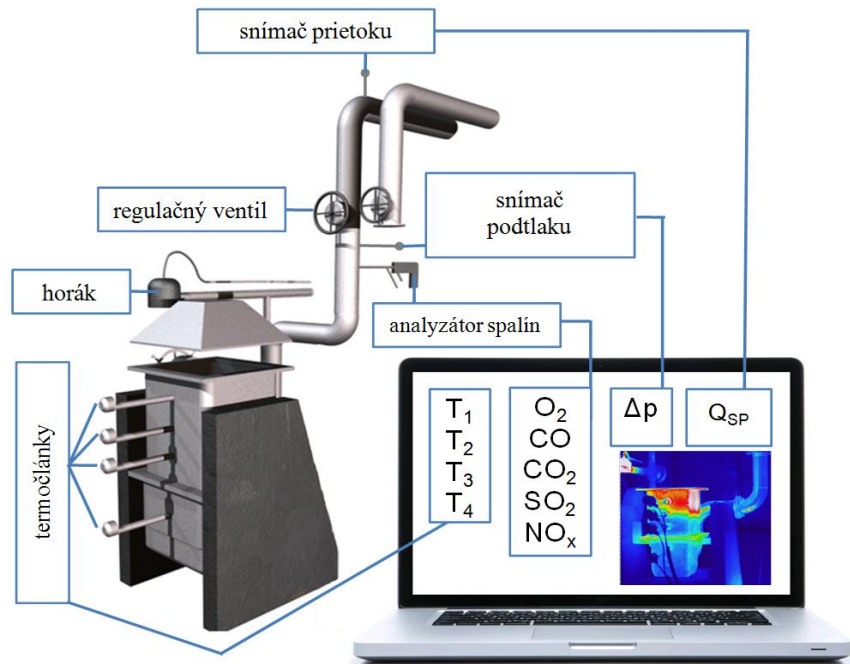 snímač prietoku
regulačný ventil
snímač
podtlaku
horák
analyzátor spalín
termočlánky
T₁
T₂
T₃
T₄
O₂
CO
CO₂
SO₂
NOₓ
Δp
Q_SP